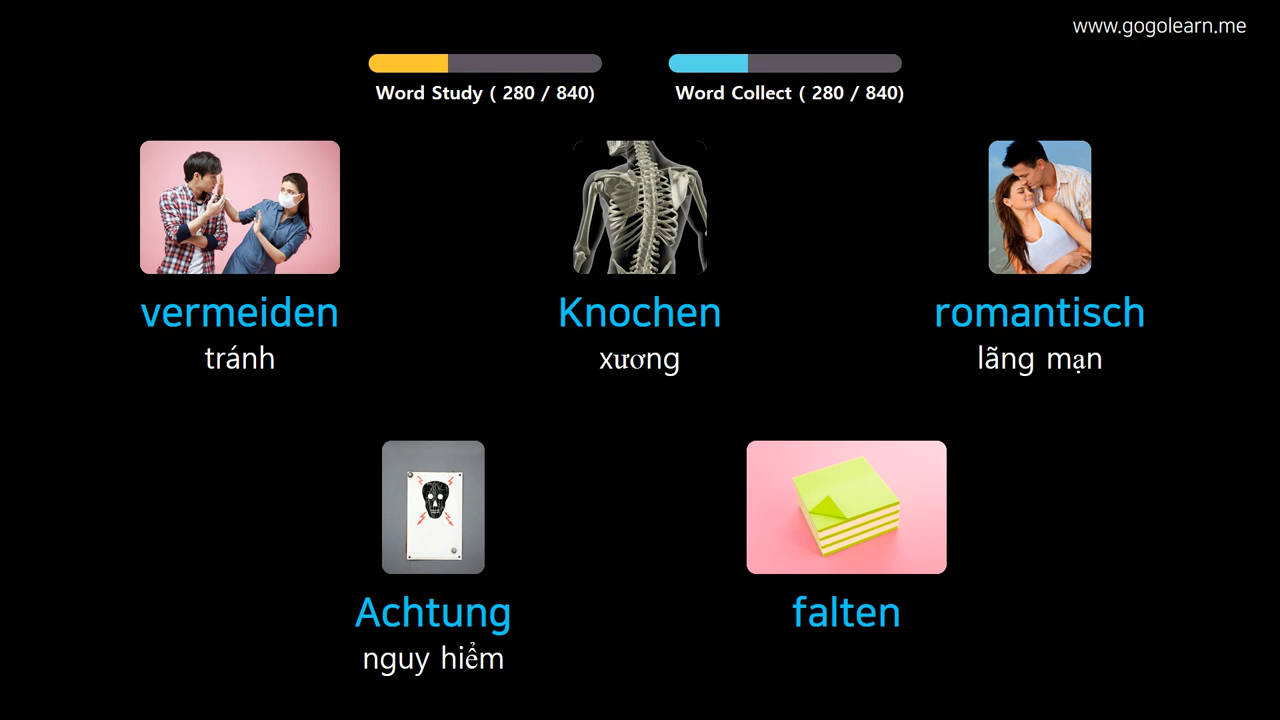 www.gogolearn.me
Word Study ( 280 / 840)
Word Collect ( 280 / 840)
vermeiden
tránh
Knochen
xương
romantisch
lãng mạn
Achtung
nguy hiểm
falten